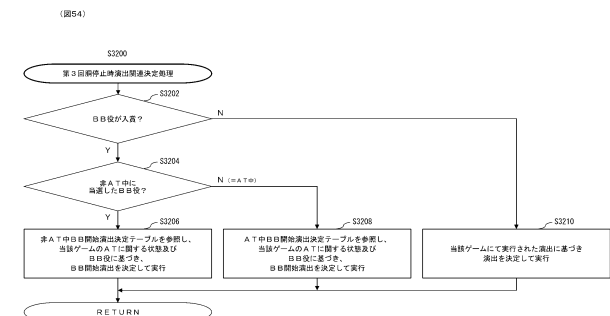 (図54)
S3200
第3回胴停止時演出関連決定処理
S3202
BB役が入賞?
N
Y
S3204
非AT中に
当選したBB役?
N (=AT中)
Y
S3206
非AT中BB開始演出決定テーブルを参照し、
当該ゲームのATに関する状態及び
BB役に基づき、
BB開始演出を決定して実行
S3208
AT中BB開始演出決定テーブルを参照し、
当該ゲームのATに関する状態及び
BB役に基づき、
BB開始演出を決定して実行
S3210
当該ゲームにて実行された演出に基づき
演出を決定して実行
RETURN